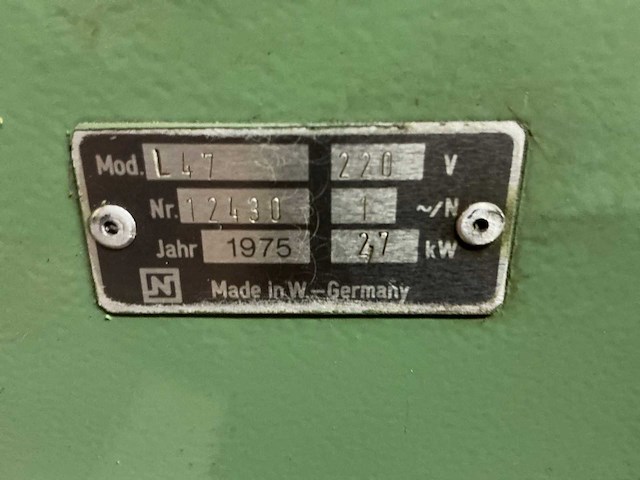 Mod. L47 220 V
Nr. 12430 1 ~/N
Jahr 1975 2,7 kW
N Made in W.-Germany